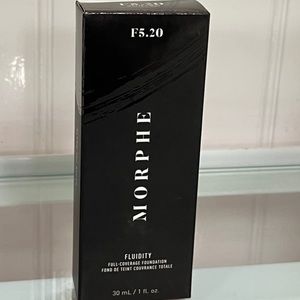 F5.20
MORPHE
FLUIDITY
FULL-COVERAGE FOUNDATION
FOND DE TEINT COUVRANCE TOTALE
30 mL / 1 fl. oz.